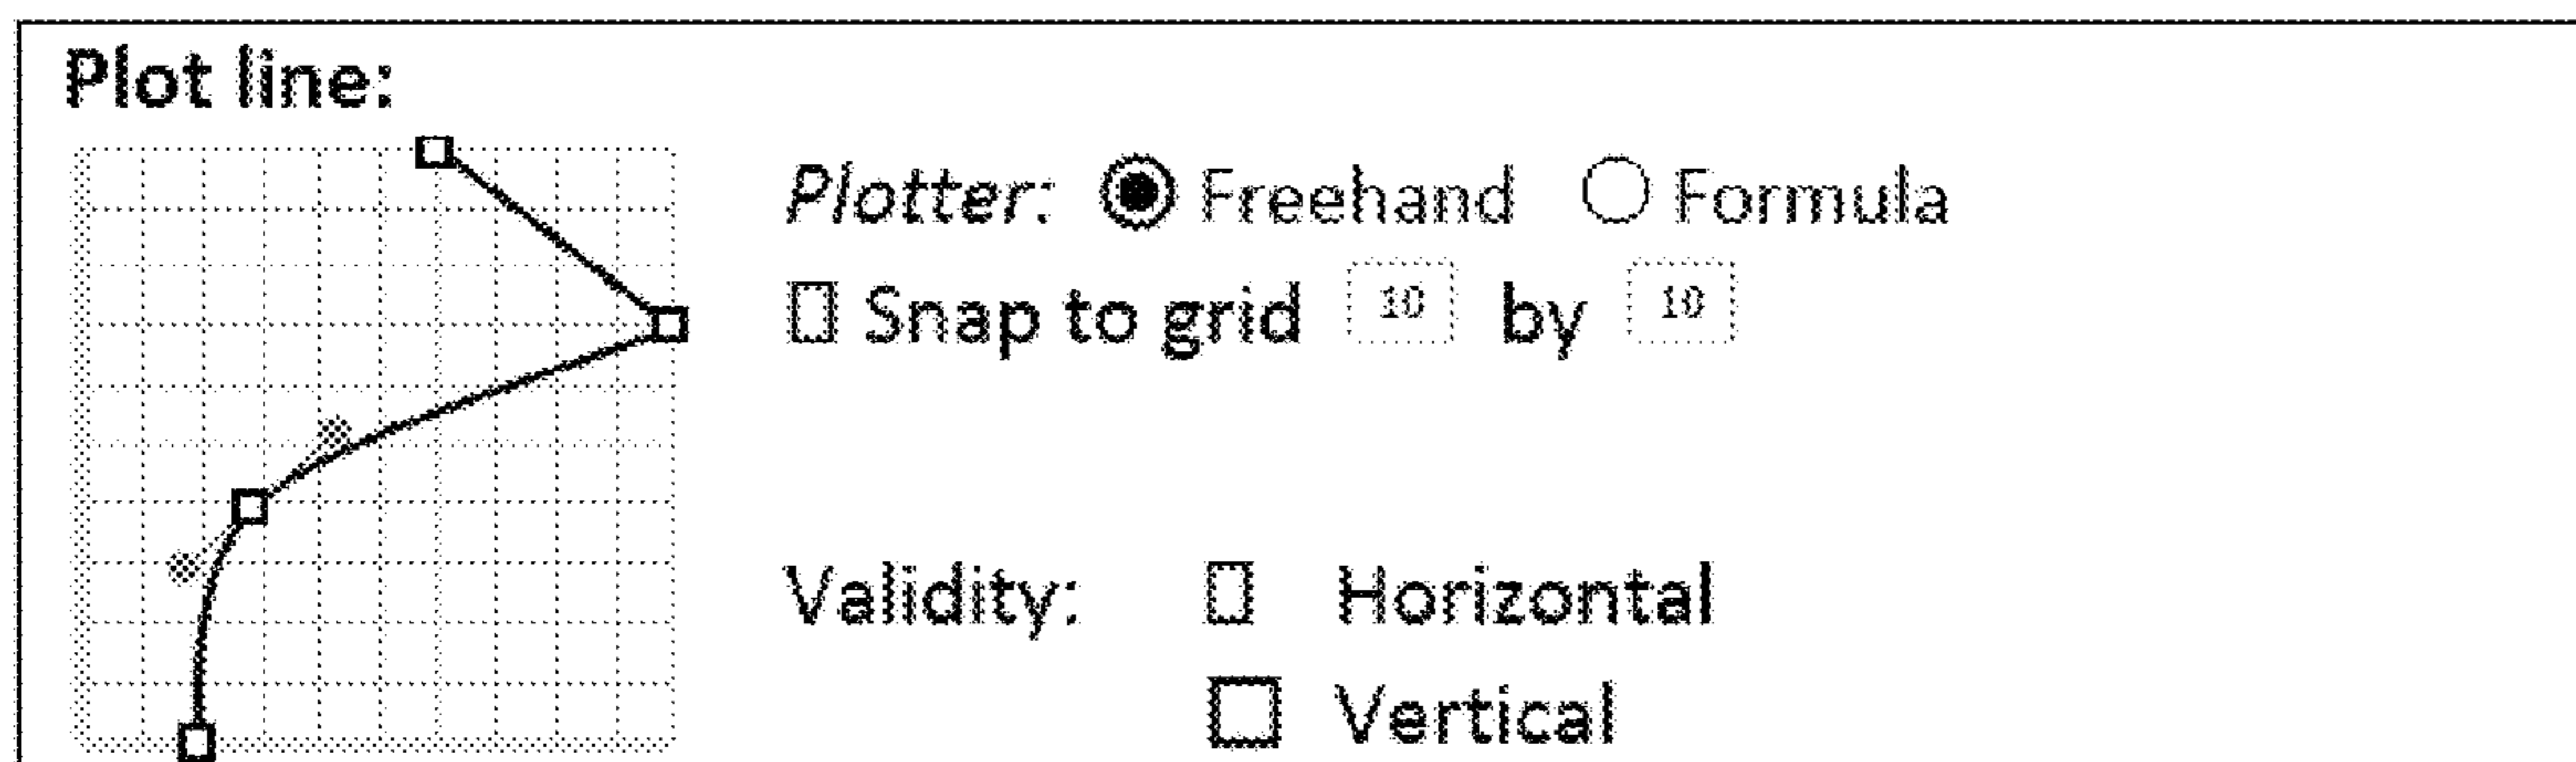 Plot line:
Plotter: Freehand Formula
Snap to grid 10 by 10
Validity: Horizontal
Vertical